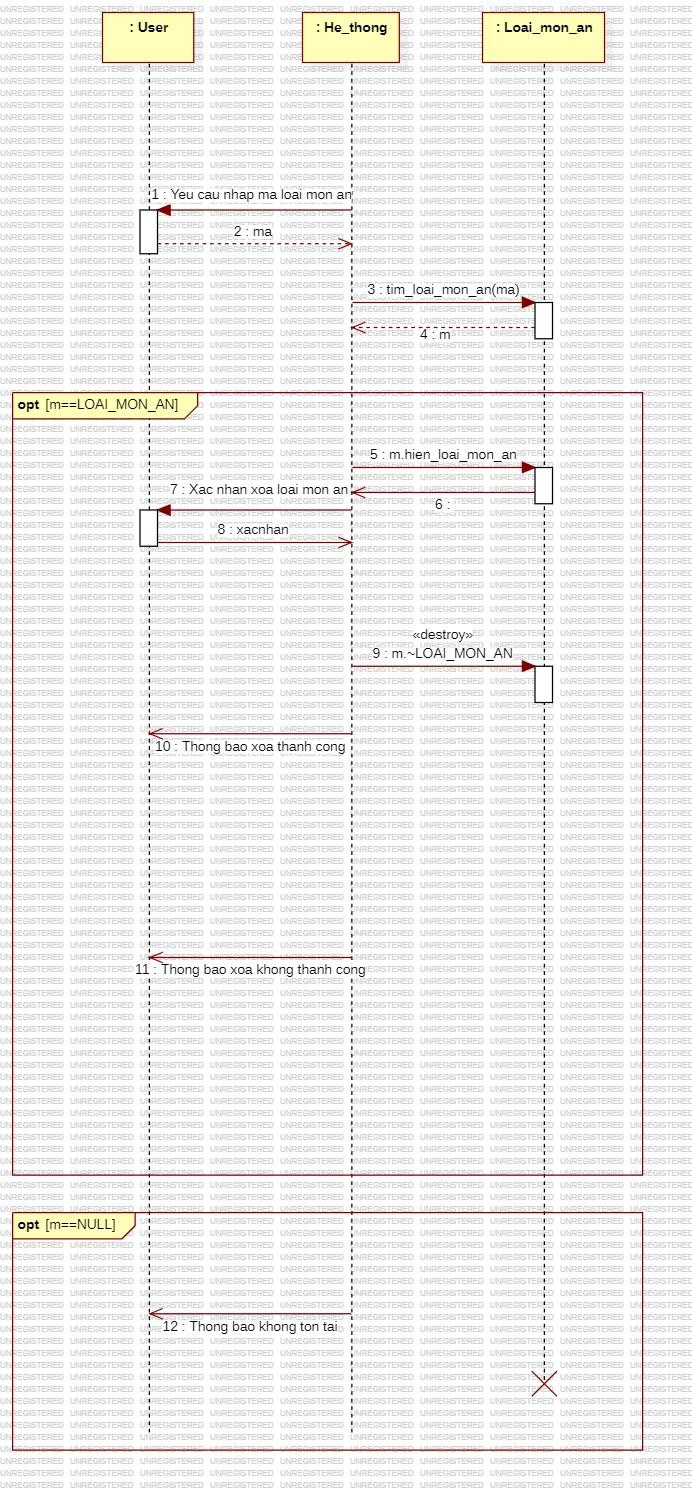 : User
: He_thong
: Loai_mon_an
1 : Yeu cau nhap ma loai mon an
2 : ma
3 : tim_loai_mon_an(ma)
4 : m
opt [m==LOAI_MON_AN]
5 : m.hien_loai_mon_an
6 :
7 : Xac nhan xoa loai mon an
8 : xacnhan
«destroy»
9 : m.~LOAI_MON_AN
10 : Thong bao xoa thanh cong
11 : Thong bao xoa khong thanh cong
opt [m==NULL]
12 : Thong bao khong ton tai
UNREGISTERED